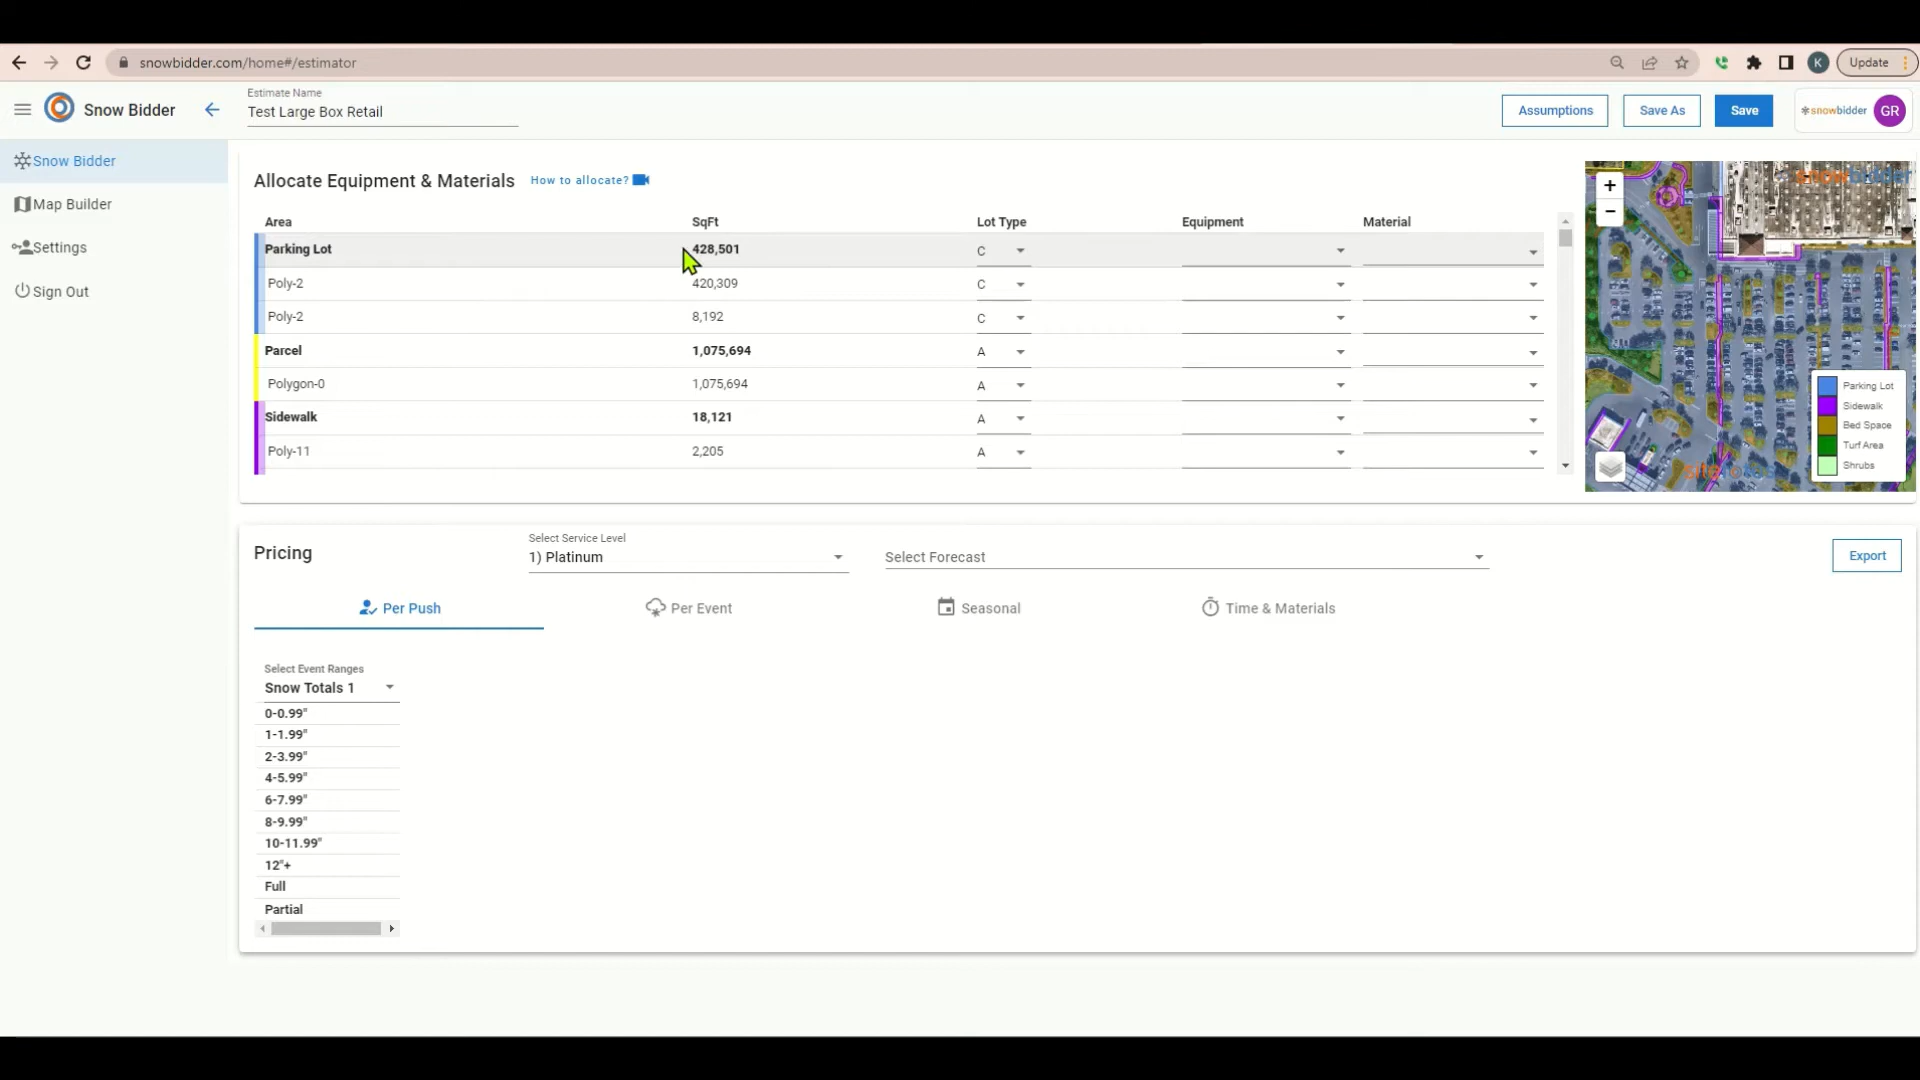 snowbidder.com/home#/estimator
K
Update
Snow Bidder
Estimate Name
Test Large Box Retail
Assumptions
Save As
Save
snowbidder
GR
Snow Bidder
Map Builder
Settings
Sign Out
Allocate Equipment & Materials
How to allocate?
Area SqFt Lot Type Equipment Material
Parking Lot 428,501 C
Poly-2 420,309 C
Poly-2 8,192 C
Parcel 1,075,694 A
Polygon-0 1,075,694 A
Sidewalk 18,121 A
Poly-11 2,205 A
+
−
Parking Lot
Sidewalk
Bed Space
Turf Area
Shrubs
Pricing
Select Service Level
1) Platinum
Select Forecast
Export
Per Push
Per Event
Seasonal
Time & Materials
Select Event Ranges
Snow Totals 1
0-0.99"
1-1.99"
2-3.99"
4-5.99"
6-7.99"
8-9.99"
10-11.99"
12"+
Full
Partial